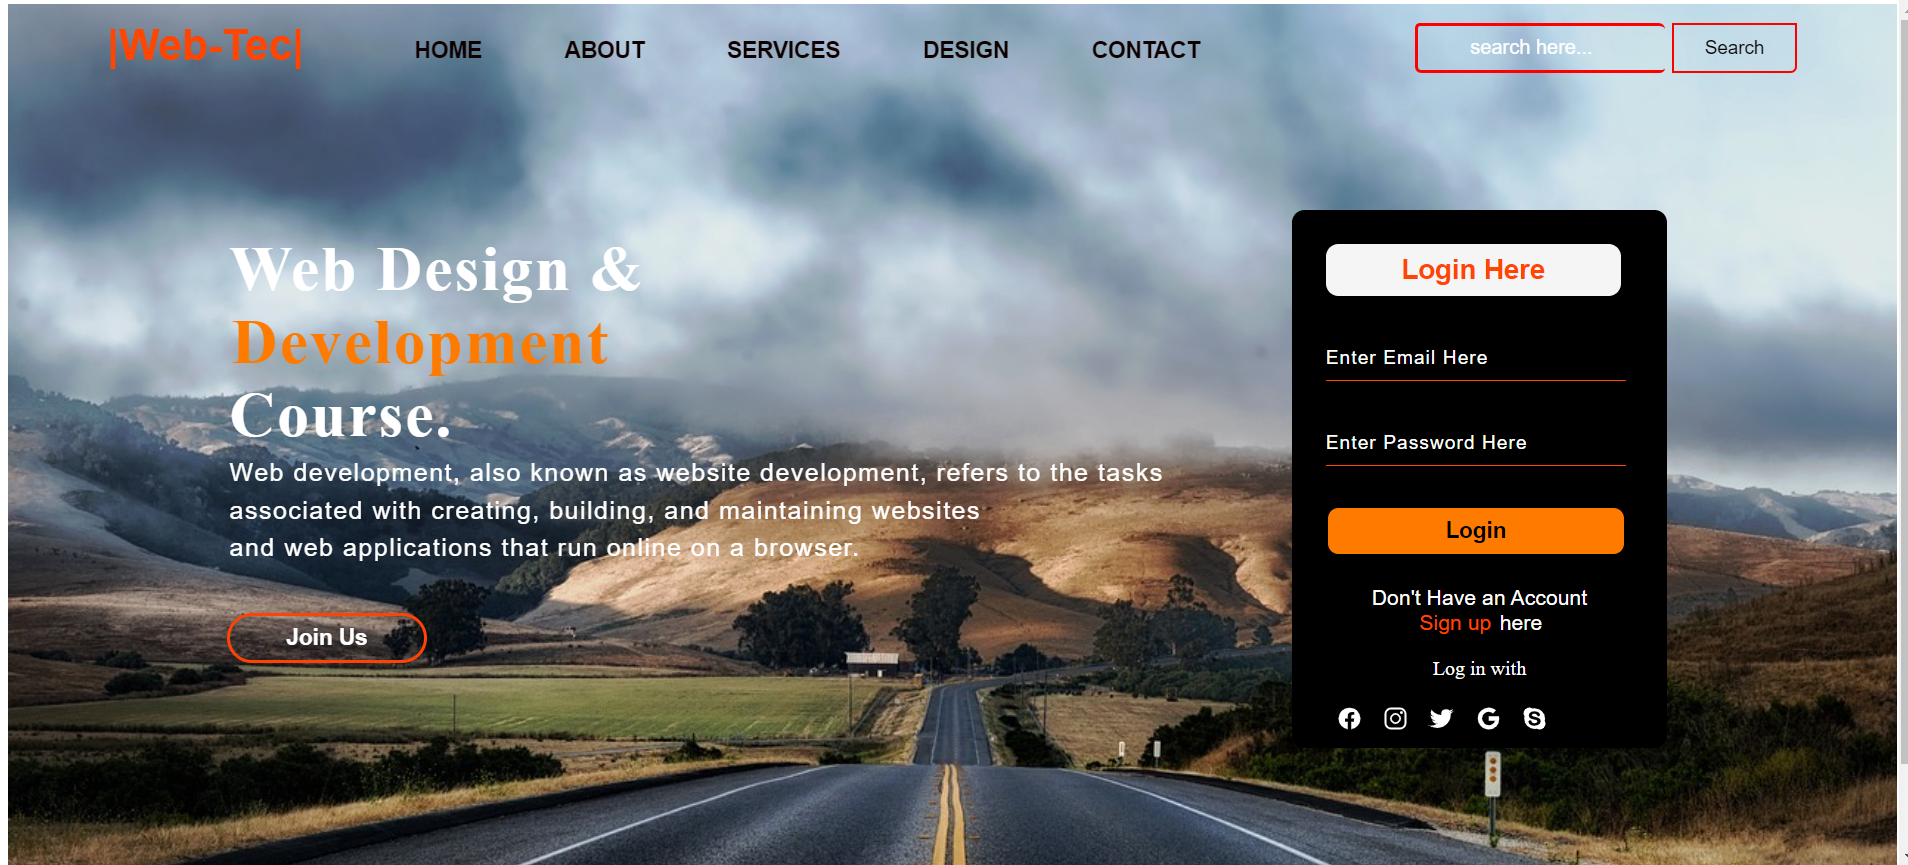 |Web-Tec|
HOME ABOUT SERVICES DESIGN CONTACT
search here... Search
Web Design &
Development
Course.
Web development, also known as website development, refers to the tasks
associated with creating, building, and maintaining websites
and web applications that run online on a browser.
Join Us
Login Here
Enter Email Here
Enter Password Here
Login
Don't Have an Account
Sign up here
Log in with